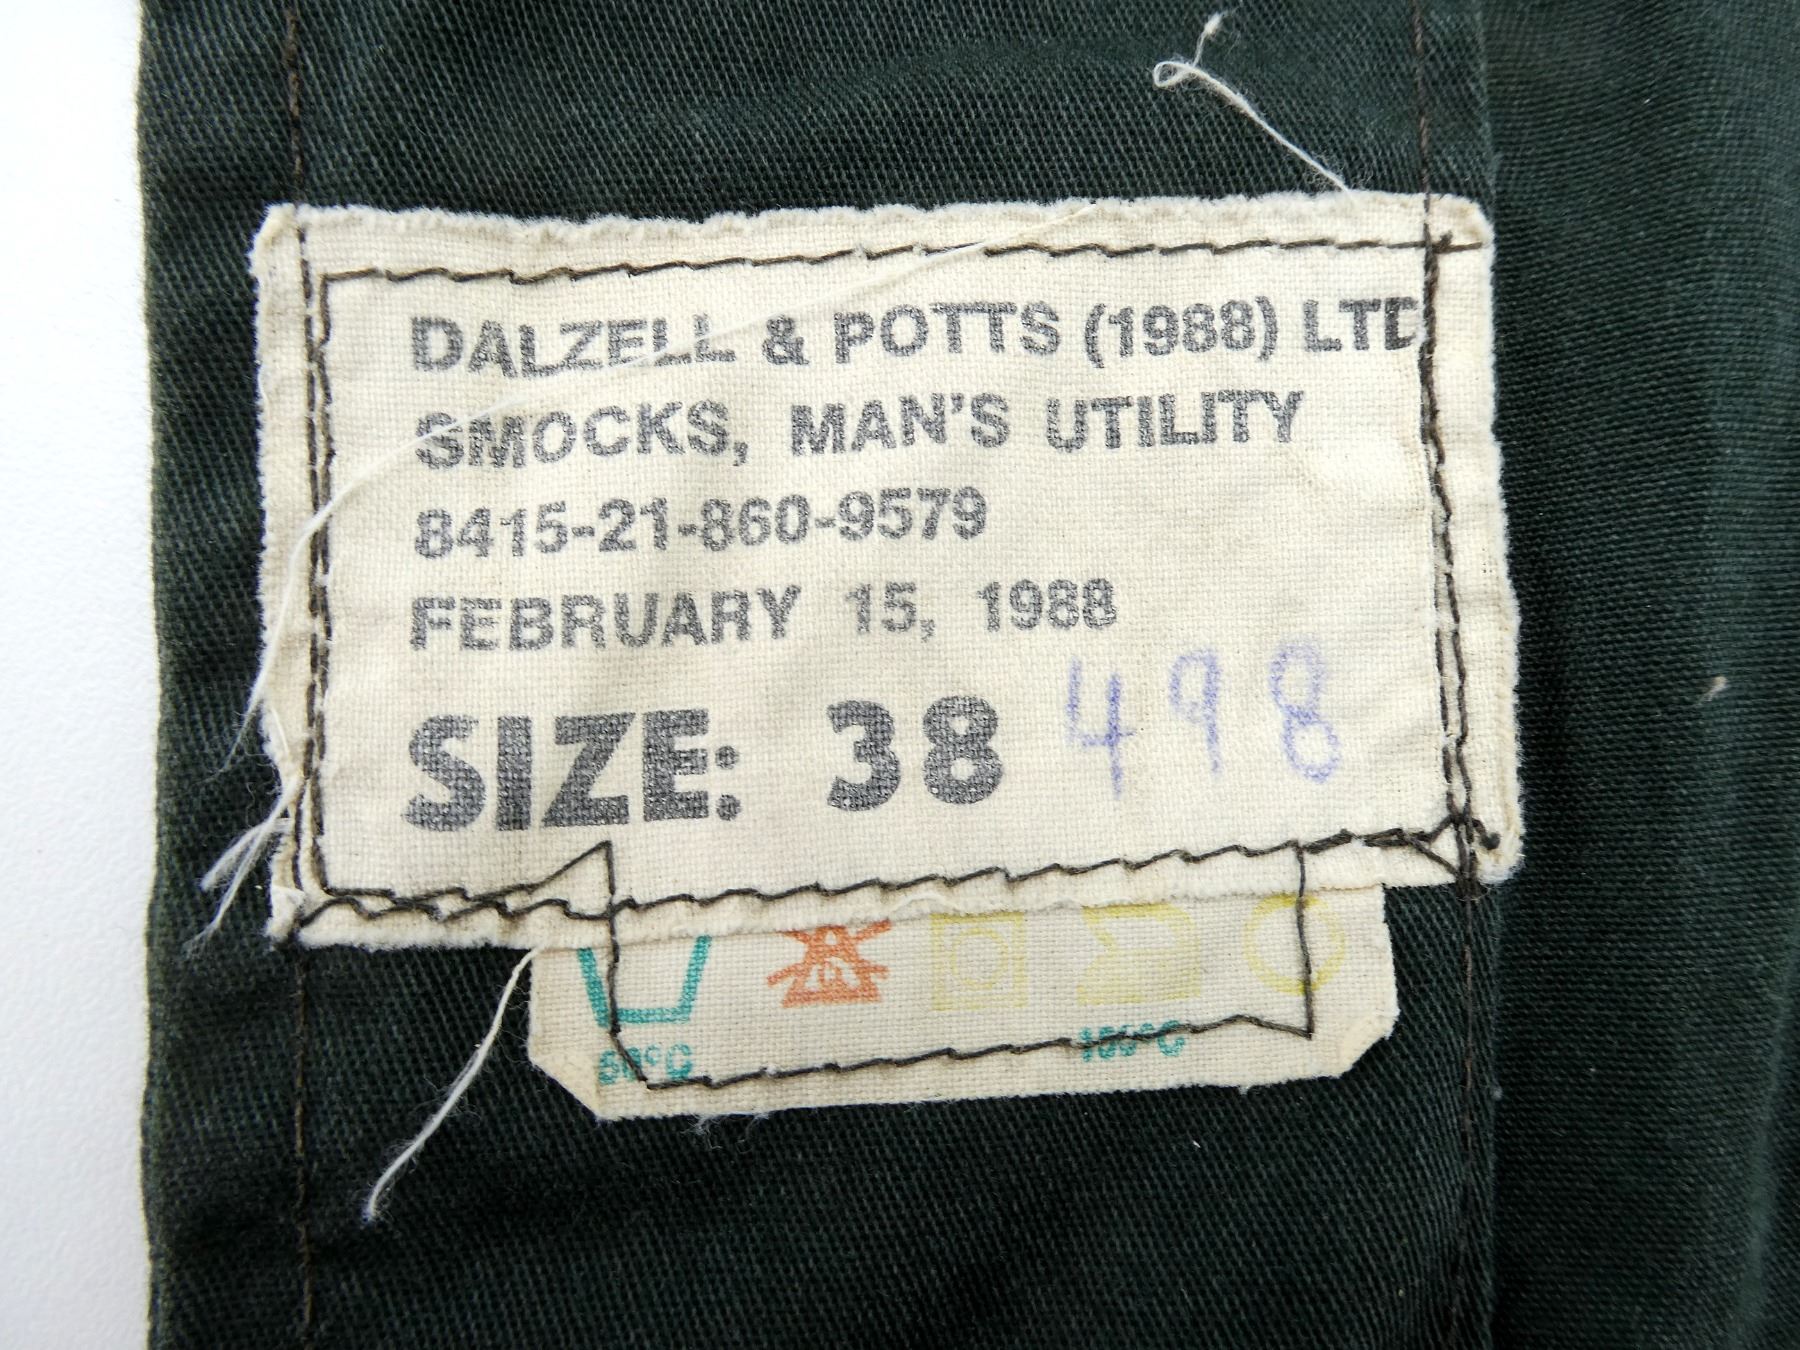 DALZELL & POTTS (1988) LTD
SMOCKS, MAN'S UTILITY
8415-21-860-9579
FEBRUARY 15, 1988
SIZE: 38 498